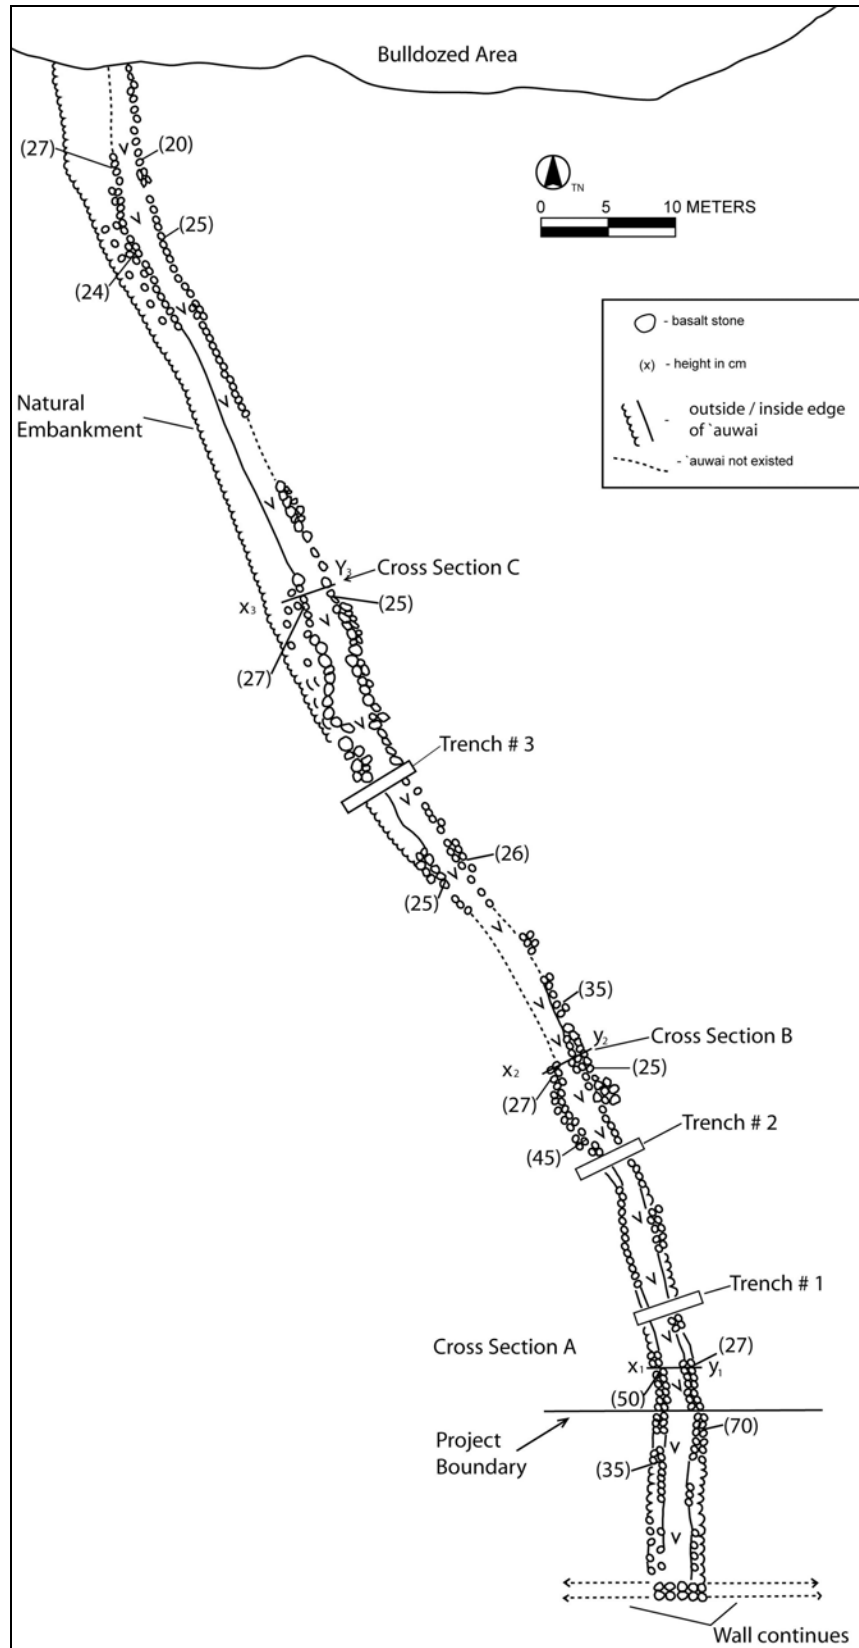 Bulldozed Area
(27)
(20)
TN
0 5 10 METERS
(25)
(24)
- basalt stone
(x) - height in cm
- outside / inside edge
of `auwai
- `auwai not existed
Natural
Embankment
Y3
Cross Section C
x3
(25)
(27)
Trench # 3
(26)
(25)
(35)
y2
Cross Section B
x2
(25)
(27)
Trench # 2
(45)
Trench # 1
Cross Section A
(27)
x1
y1
(50)
(70)
Project
Boundary
(35)
Wall continues